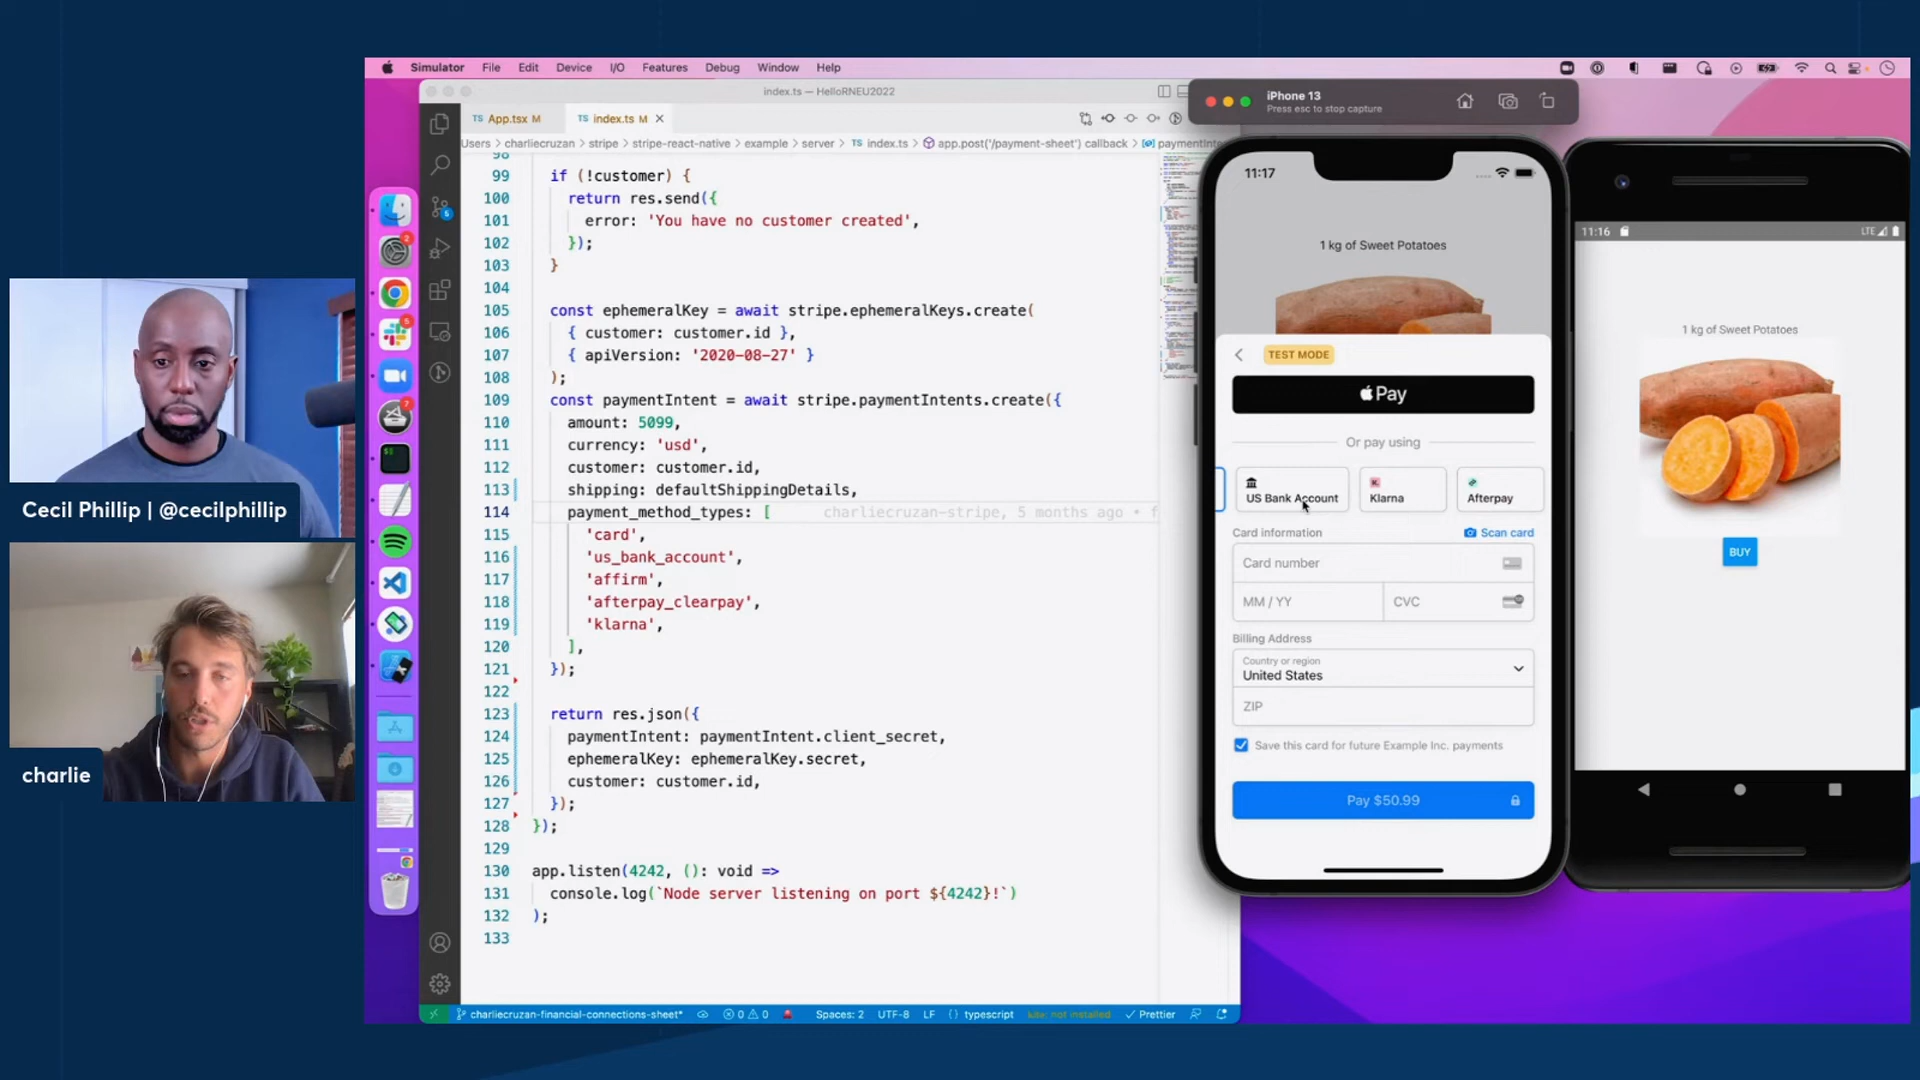 Simulator File Edit Device I/O Features Debug Window Help
index.ts — HelloRNEU2022
TS App.tsx M
TS index.ts M
Users > charliecruzan > stripe > stripe-react-native > example > server > TS index.ts > app.post('/payment-sheet') callback >
98
99 if (!customer) {
100 return res.send({
101 error: 'You have no customer created',
102 });
103 }
104
105 const ephemeralKey = await stripe.ephemeralKeys.create(
106 { customer: customer.id },
107 { apiVersion: '2020-08-27' }
108 );
109 const paymentIntent = await stripe.paymentIntents.create({
110 amount: 5099,
111 currency: 'usd',
112 customer: customer.id,
113 shipping: defaultShippingDetails,
114 payment_method_types: [ charliecruzan-stripe, 5 months ago • f
115 'card',
116 'us_bank_account',
117 'affirm',
118 'afterpay_clearpay',
119 'klarna',
120 ],
121 });
122
123 return res.json({
124 paymentIntent: paymentIntent.client_secret,
125 ephemeralKey: ephemeralKey.secret,
126 customer: customer.id,
127 });
128 });
129
130 app.listen(4242, (): void =>
131 console.log(`Node server listening on port ${4242}!`)
132 );
133
charliecruzan-financial-connections-sheet* 0 0 Spaces: 2 UTF-8 LF {} typescript kite: not installed Prettier
iPhone 13
Press esc to stop capture
11:17
1 kg of Sweet Potatoes
TEST MODE
Pay
Or pay using
US Bank Account
Klarna
Afterpay
Card information
Scan card
Card number
MM / YY
CVC
Billing Address
Country or region
United States
ZIP
Save this card for future Example Inc. payments
Pay $50.99
11:16
LTE
1 kg of Sweet Potatoes
BUY
Cecil Phillip | @cecilphillip
charlie